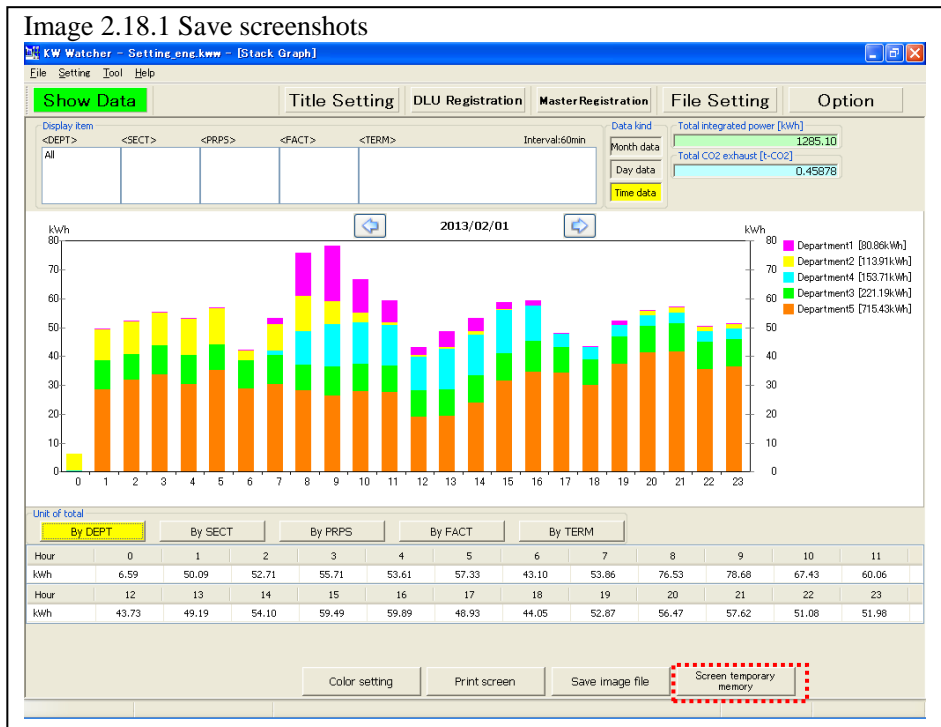 Image 2.18.1 Save screenshots
KW Watcher - Setting_eng.kww - [Stack Graph]
File Setting Tool Help
Show Data Title Setting DLU Registration MasterRegistration File Setting Option
Display item
<DEPT> <SECT> <PRPS> <FACT> <TERM> Interval:60min
All
Data kind
Month data
Day data
Time data
Total integrated power [kWh]
1285.10
Total CO2 exhaust [t-CO2]
0.45878
2013/02/01
kWh kWh
80 80
70 70
60 60
50 50
40 40
30 30
20 20
10 10
0 0
0 1 2 3 4 5 6 7 8 9 10 11 12 13 14 15 16 17 18 19 20 21 22 23
Department1 [80.86kWh]
Department2 [113.91kWh]
Department4 [153.71kWh]
Department3 [221.19kWh]
Department5 [715.43kWh]
Unit of total
By DEPT By SECT By PRPS By FACT By TERM
Hour 0 1 2 3 4 5 6 7 8 9 10 11
kWh 6.59 50.09 52.71 55.71 53.61 57.33 43.10 53.86 76.53 78.68 67.43 60.06
Hour 12 13 14 15 16 17 18 19 20 21 22 23
kWh 43.73 49.19 54.10 59.49 59.89 48.93 44.05 52.87 56.47 57.62 51.08 51.98
Color setting Print screen Save image file Screen temporary
memory